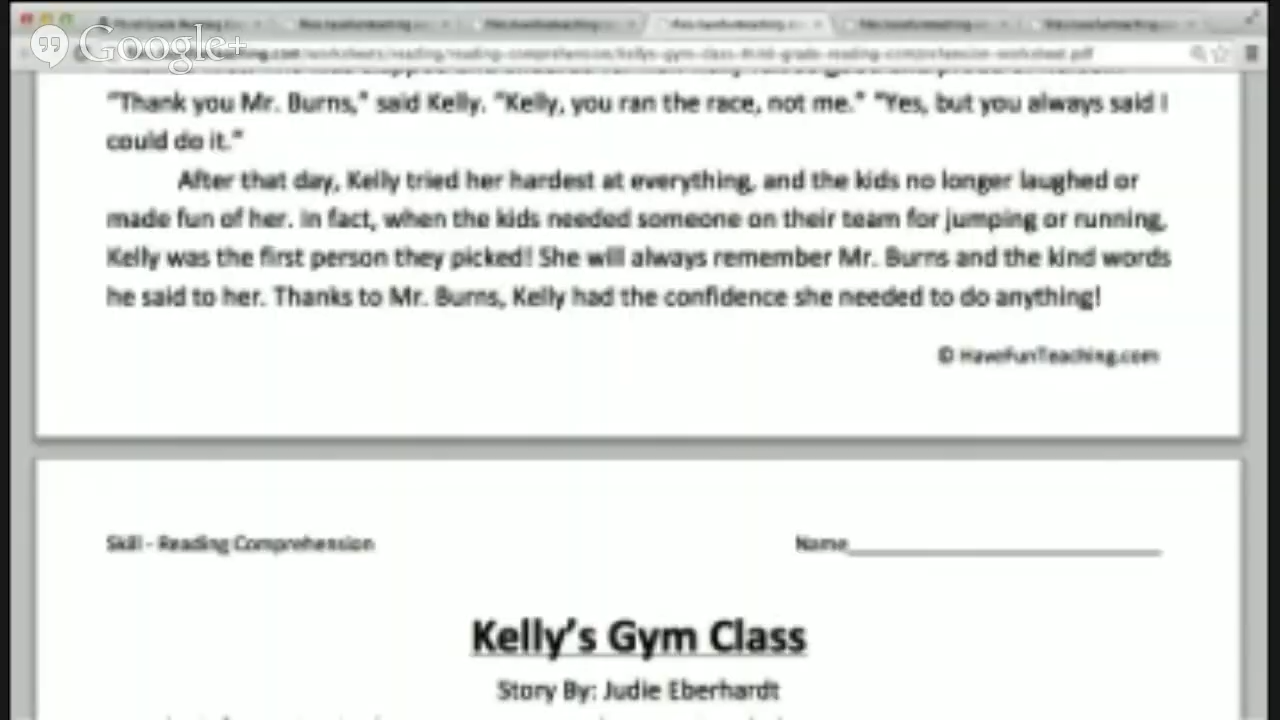 Google+
"Thank you Mr. Burns," said Kelly. "Kelly, you ran the race, not me." "Yes, but you always said I
could do it."
After that day, Kelly tried her hardest at everything, and the kids no longer laughed or
made fun of her. In fact, when the kids needed someone on their team for jumping or running,
Kelly was the first person they picked! She will always remember Mr. Burns and the kind words
he said to her. Thanks to Mr. Burns, Kelly had the confidence she needed to do anything!
© HaveFunTeaching.com
Skill - Reading Comprehension
Name
Kelly's Gym Class
Story By: Judie Eberhardt